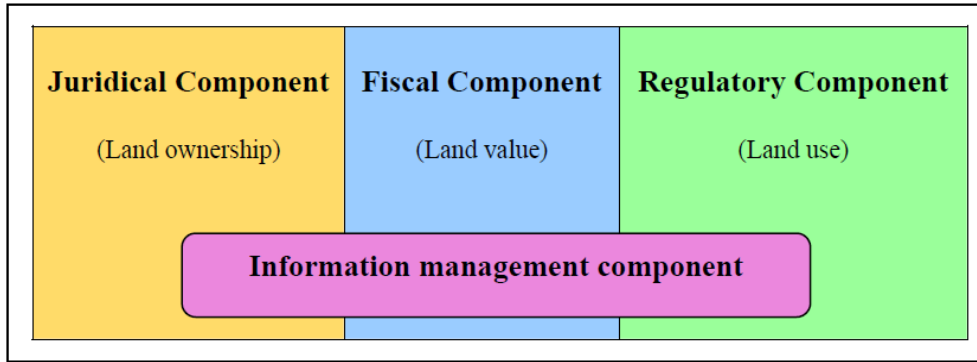 Juridical Component
(Land ownership)
Fiscal Component
(Land value)
Regulatory Component
(Land use)
Information management component